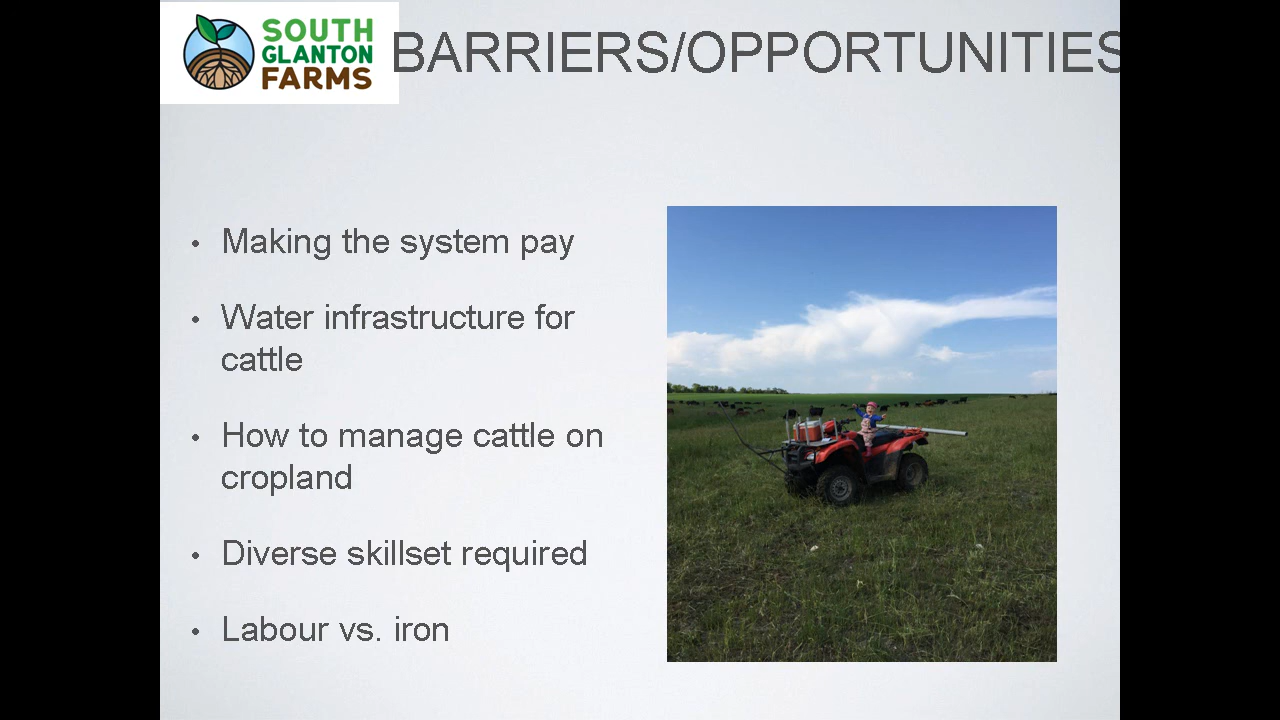 SOUTH
GLANTON
FARMS
BARRIERS/OPPORTUNITIES
• Making the system pay
• Water infrastructure for
cattle
• How to manage cattle on
cropland
• Diverse skillset required
• Labour vs. iron